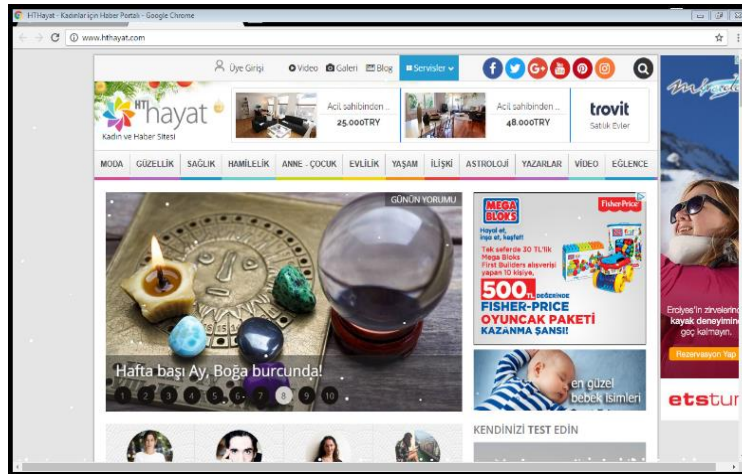 HTHayat - Kadınlar için Haber Portalı - Google Chrome
www.hthayat.com
Üye Girişi Video Galeri Blog Servisler
HT hayat
Kadın ve Haber Sitesi
Acil sahibinden ...
25.000TRY
Acil sahibinden ...
48.000TRY
trovit
Satılık Evler
MODA GÜZELLİK SAĞLIK HAMİLELİK ANNE - ÇOCUK EVLİLİK YAŞAM İLİŞKİ ASTROLOJİ YAZARLAR VİDEO EĞLENCE
GÜNÜN YORUMU
Hafta başı Ay, Boğa burcunda!
1 2 3 4 5 6 7 8 9 10
MEGA
BLOKS
Fisher-Price
Hayal et,
inşa et, keşfet!
Tek seferde 30 TL'lik
Mega Bloks
First Builders alışverişi
yapan 10 kişiye,
500 TL DEĞERİNDE
FISHER-PRICE
OYUNCAK PAKETİ
KAZANMA ŞANSI!
en güzel
bebek isimleri
KENDİNİZİ TEST EDİN
Erciyes'in zirvelerind
kayak deneyimin
geç kalmayın.
Rezervasyon Yap
etstur